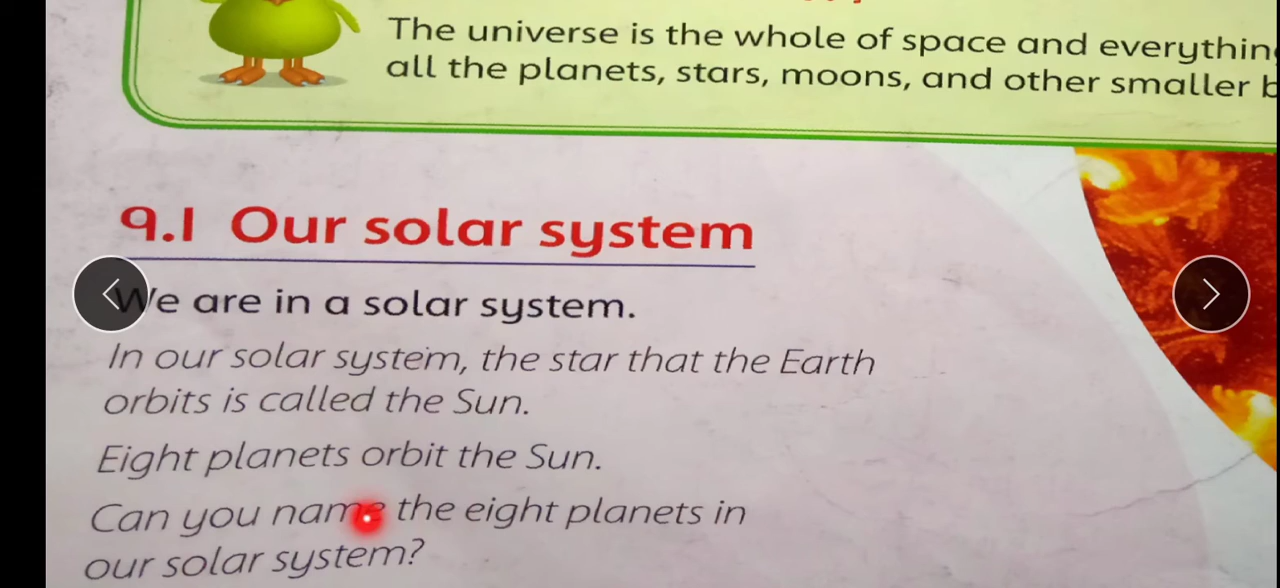 The universe is the whole of space and everythin
all the planets, stars, moons, and other smaller
9.1 Our solar system
We are in a solar system.
In our solar system, the star that the Earth
orbits is called the Sun.
Eight planets orbit the Sun.
Can you name the eight planets in
our solar system?